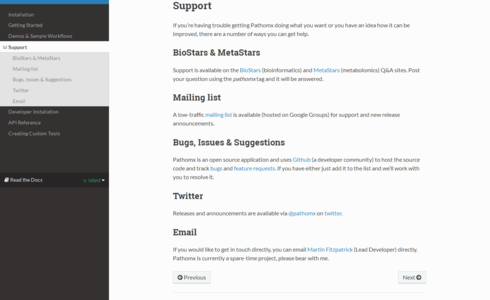 Installation
Getting Started
Demos & Sample Workflows
Support
BioStars & MetaStars
Mailing list
Bugs, Issues & Suggestions
Twitter
Email
Developer Installation
API Reference
Creating Custom Tools
Read the Docs
v: latest
Support
If you're having trouble getting Pathomx doing what you want or you have an idea how it can be
improved, there are a number of ways you can get help.
BioStars & MetaStars
Support is available on the BioStars (bioinformatics) and MetaStars (metabolomics) Q&A sites. Post
your question using the pathomx tag and it will be answered.
Mailing list
A low-traffic mailing list is available (hosted on Google Groups) for support and new release
announcements.
Bugs, Issues & Suggestions
Pathomx is an open source application and uses Github (a developer community) to host the source
code and track bugs and feature requests. If you have either just add it to the list and we'll work with
you to resolve it.
Twitter
Releases and announcements are available via @pathomx on twitter.
Email
If you would like to get in touch directly, you can email Martin Fitzpatrick (Lead Developer) directly.
Pathomx is currently a spare-time project, please bear with me.
Previous
Next